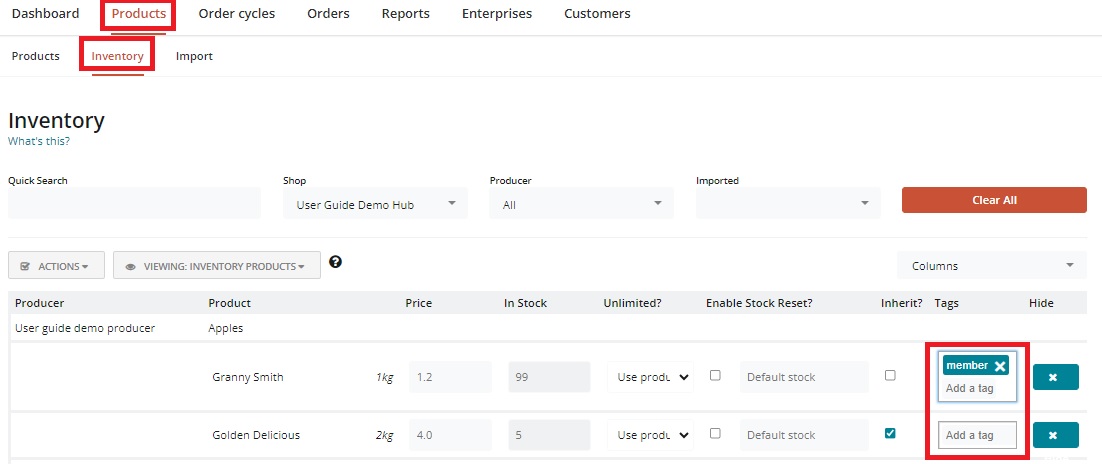 Dashboard Products Order cycles Orders Reports Enterprises Customers
Products Inventory Import
Inventory
What's this?
Quick Search Shop Producer Imported
User Guide Demo Hub All Clear All
ACTIONS VIEWING: INVENTORY PRODUCTS ? Columns
Producer Product Price In Stock Unlimited? Enable Stock Reset? Inherit? Tags Hide
User guide demo producer Apples
member
Granny Smith 1kg 1.2 99 Use produ Default stock
Add a tag
Golden Delicious 2kg 4.0 5 Use produ Default stock Add a tag